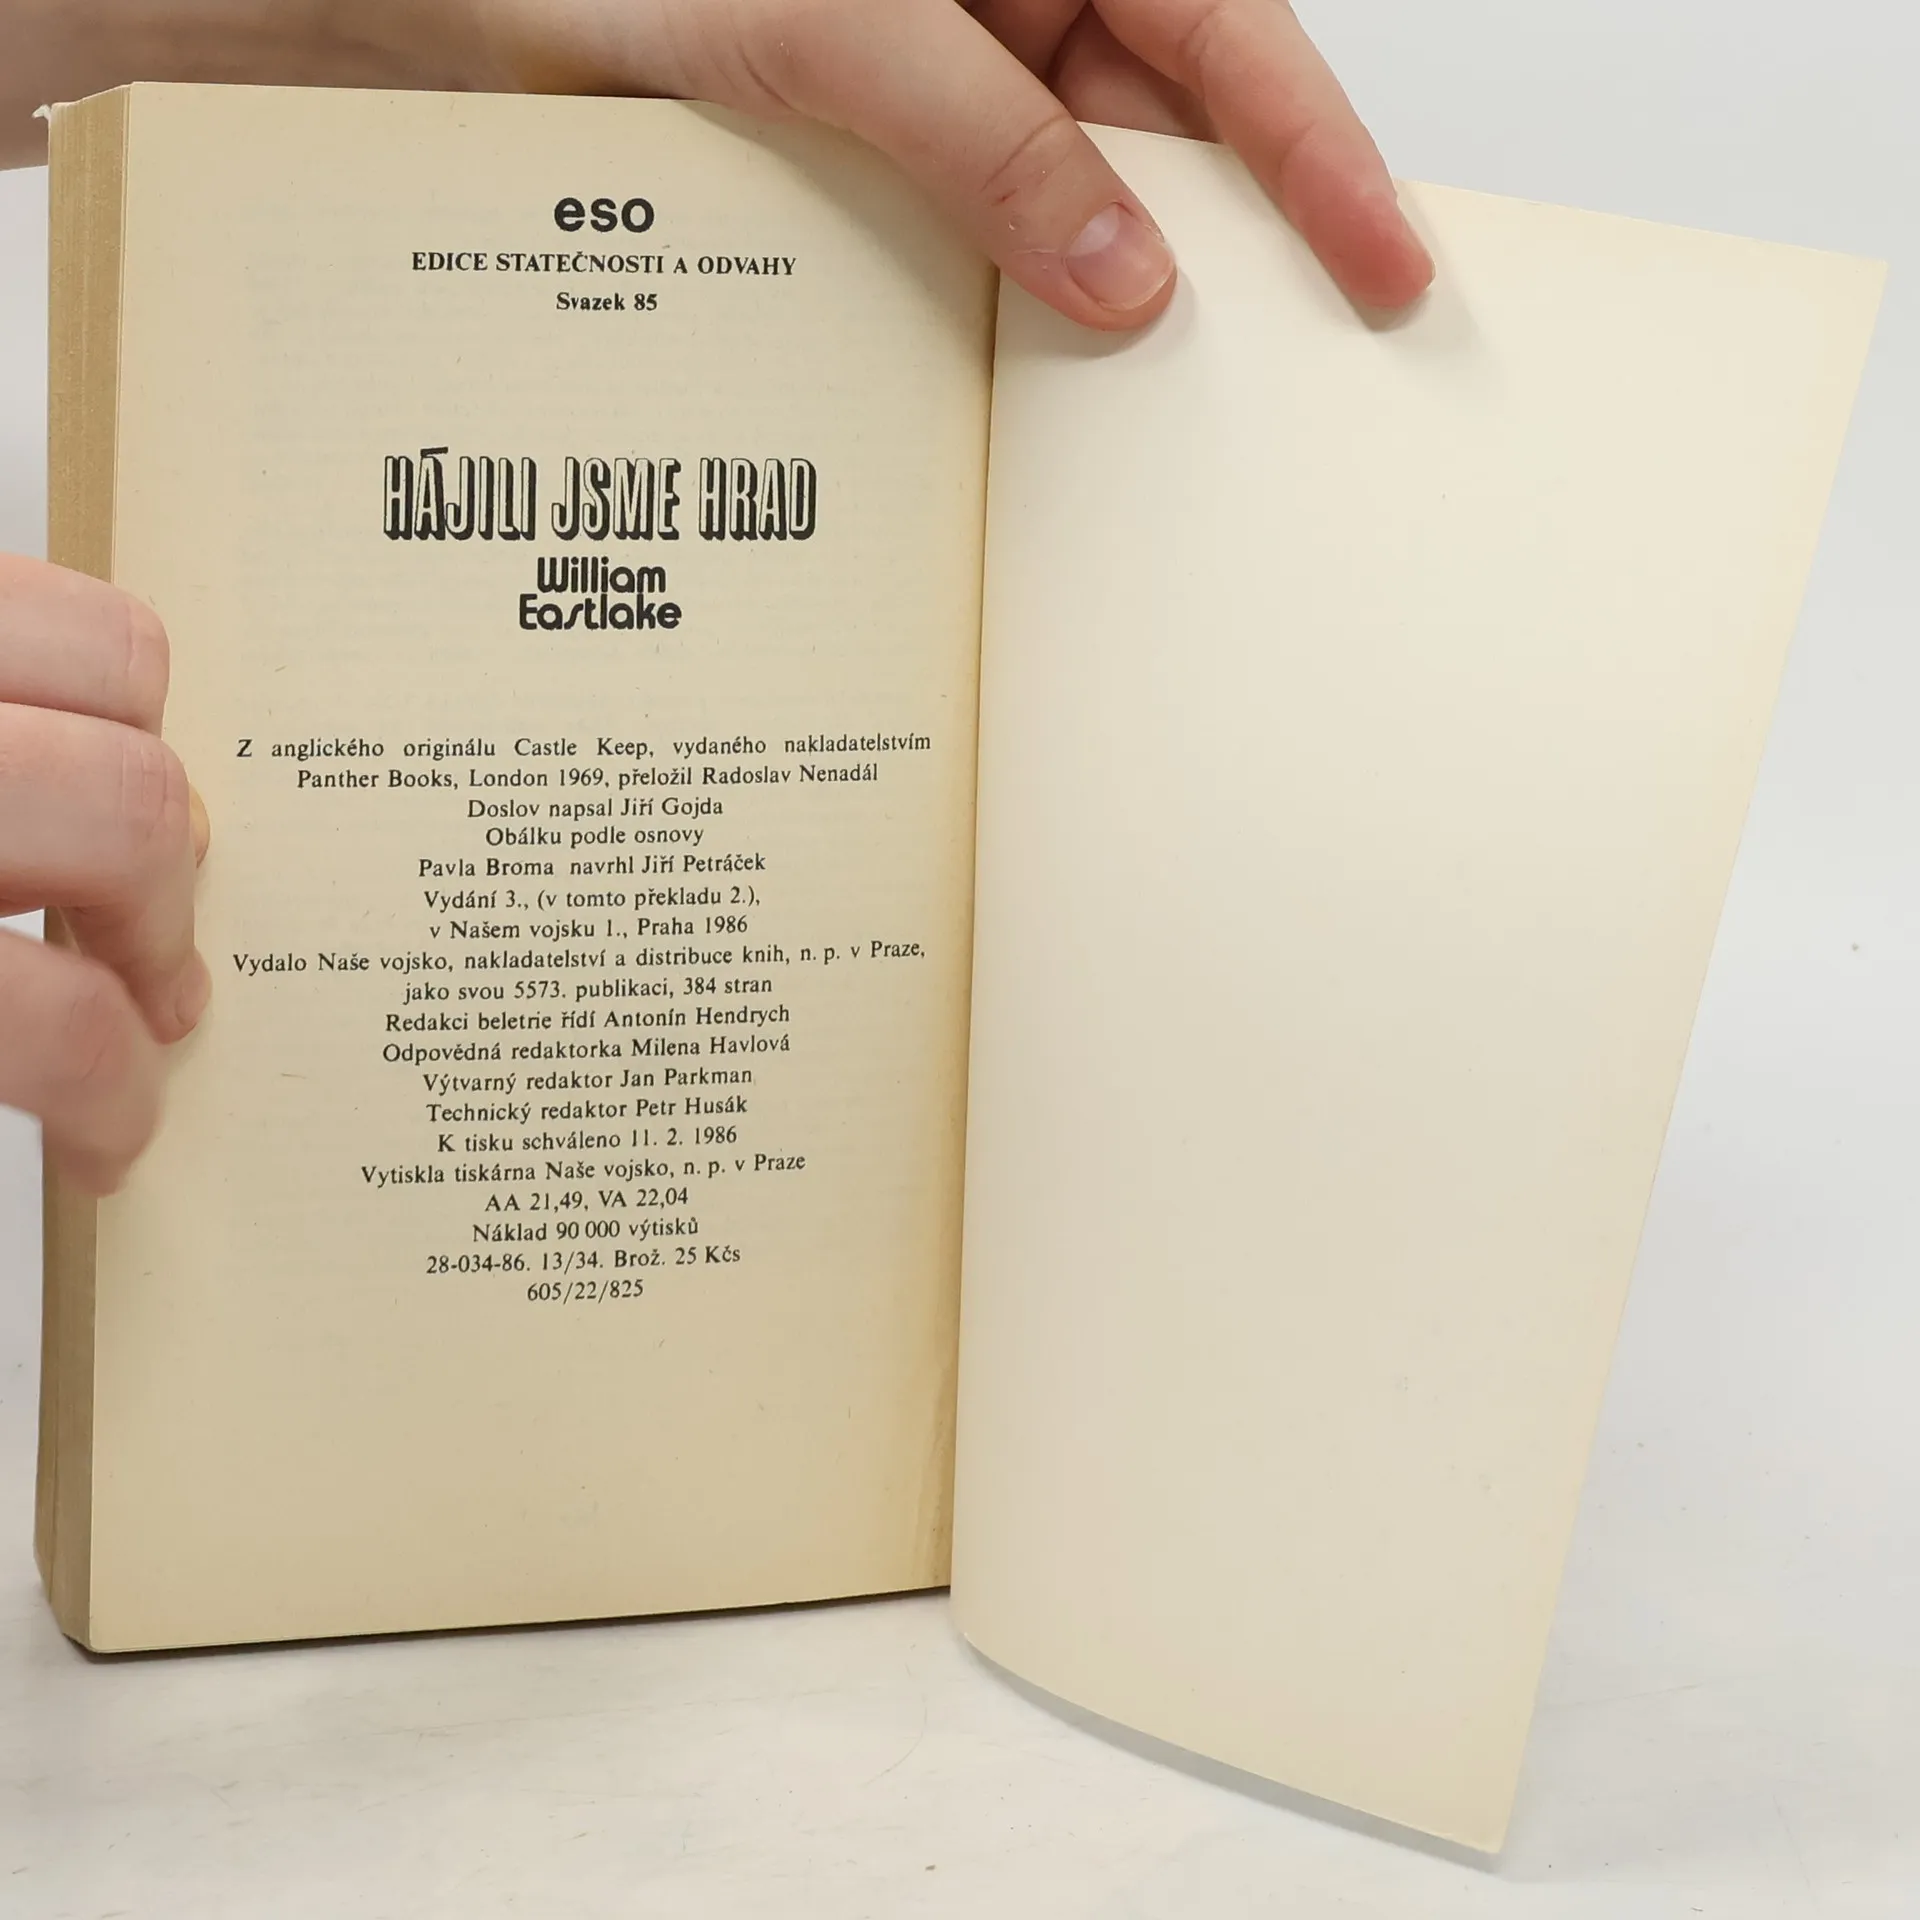 eso
EDICE STATEČNOSTI A ODVAHY
Svazek 85
HÁJILI JSME HRAD
William
Eastlake
Z anglického originálu Castle Keep, vydaného nakladatelstvím
Panther Books, London 1969, přeložil Radoslav Nenadál
Doslov napsal Jiří Gojda
Obálku podle osnovy
Pavla Broma navrhl Jiří Petráček
Vydání 3., (v tomto překladu 2.),
v Našem vojsku 1., Praha 1986
Vydalo Naše vojsko, nakladatelství a distribuce knih, n. p. v Praze,
jako svou 5573. publikaci, 384 stran
Redakci beletrie řídí Antonín Hendrych
Odpovědná redaktorka Milena Havlová
Výtvarný redaktor Jan Parkman
Technický redaktor Petr Husák
K tisku schváleno 11. 2. 1986
Vytiskla tiskárna Naše vojsko, n. p. v Praze
AA 21,49, VA 22,04
Náklad 90 000 výtisků
28-034-86. 13/34. Brož. 25 Kčs
605/22/825